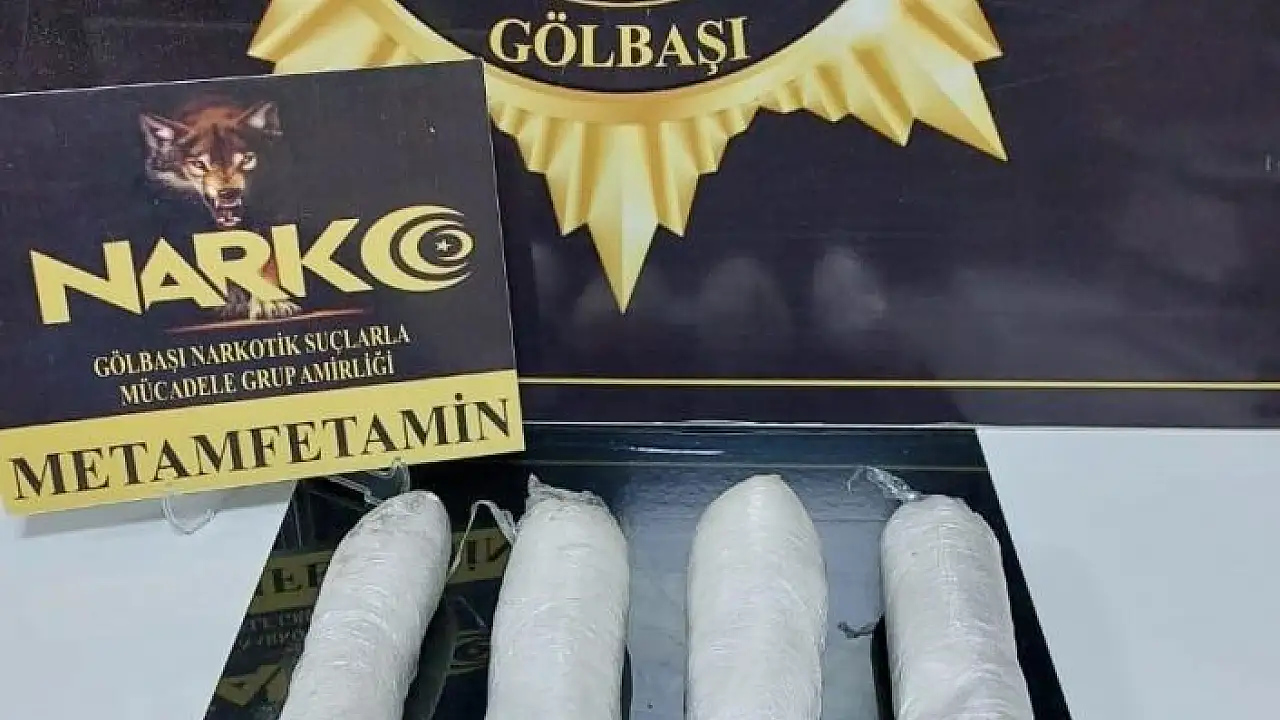 GÖLBAŞI
NARKO
GÖLBAŞI NARKOTİK SUÇLARLA
MÜCADELE GRUP AMİRLİĞİ
METAMFETAMİN